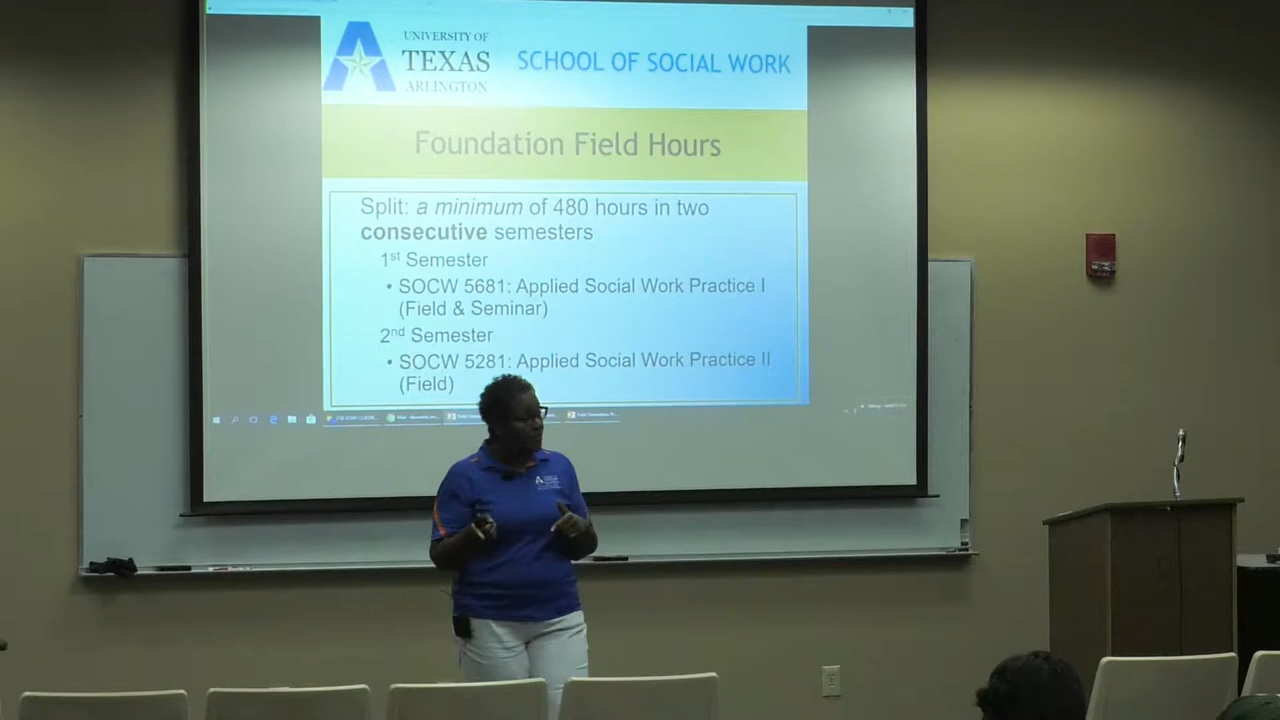 UNIVERSITY OF
TEXAS
ARLINGTON
SCHOOL OF SOCIAL WORK
Foundation Field Hours
Split: a minimum of 480 hours in two
consecutive semesters
1st Semester
• SOCW 5681: Applied Social Work Practice I
(Field & Seminar)
2nd Semester
• SOCW 5281: Applied Social Work Practice II
(Field)